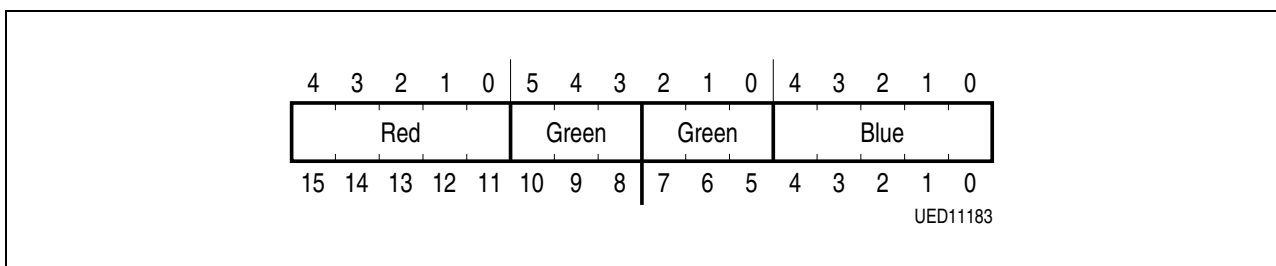 4 3 2 1 0 5 4 3 2 1 0 4 3 2 1 0
Red Green Green Blue
15 14 13 12 11 10 9 8 7 6 5 4 3 2 1 0
UED11183